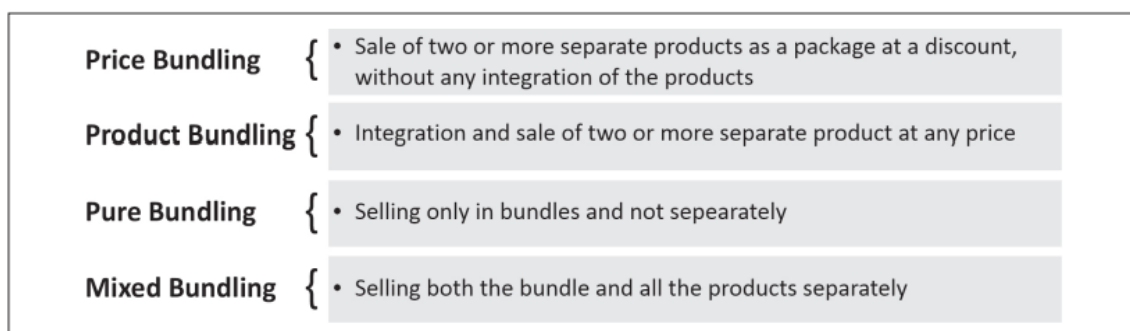 Price Bundling { • Sale of two or more separate products as a package at a discount,
without any integration of the products
Product Bundling { • Integration and sale of two or more separate product at any price
Pure Bundling { • Selling only in bundles and not sepearately
Mixed Bundling { • Selling both the bundle and all the products separately